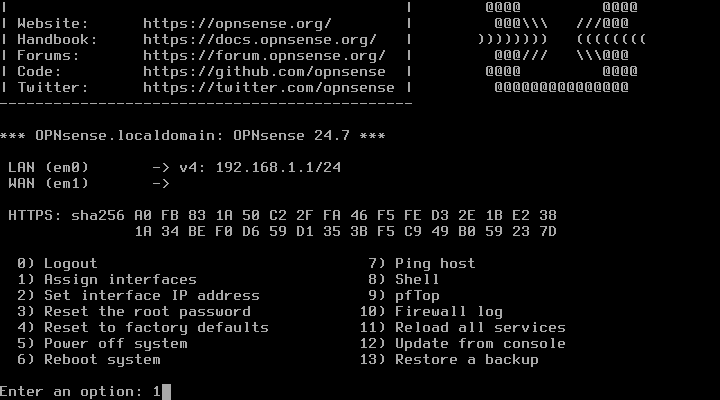 |                                              |         @@@@         @@@@
| Website:      https://opnsense.org/          |          @@@\\\   ///@@@
| Handbook:     https://docs.opnsense.org/     |        ))))))))   ((((((((
| Forums:       https://forum.opnsense.org/    |          @@@///   \\\@@@
| Code:         https://github.com/opnsense    |         @@@@         @@@@
| Twitter:      https://twitter.com/opnsense   |          @@@@@@@@@@@@@@@
----------------------------------------------
*** OPNsense.localdomain: OPNsense 24.7 ***
LAN (em0)       -> v4: 192.168.1.1/24
WAN (em1)       ->
HTTPS: sha256 A0 FB 83 1A 50 C2 2F FA 46 F5 FE D3 2E 1B E2 38
1A 34 BE F0 D6 59 D1 35 3B F5 C9 49 B0 59 23 7D
0) Logout                              7) Ping host
1) Assign interfaces                   8) Shell
2) Set interface IP address            9) pfTop
3) Reset the root password            10) Firewall log
4) Reset to factory defaults          11) Reload all services
5) Power off system                   12) Update from console
6) Reboot system                      13) Restore a backup
Enter an option: 1